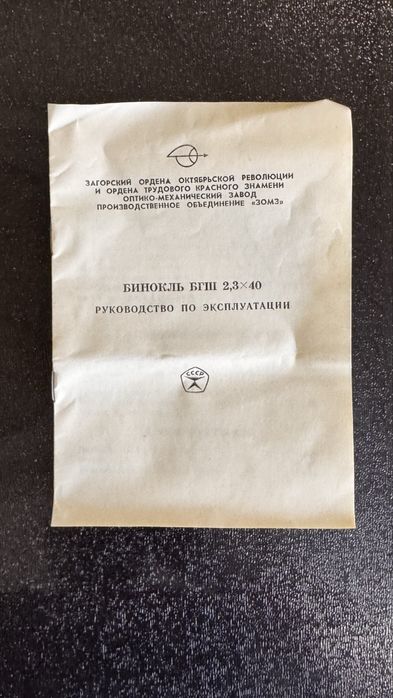 ЗАГОРСКИЙ ОРДЕНА ОКТЯБРЬСКОЙ РЕВОЛЮЦИИ
И ОРДЕНА ТРУДОВОГО КРАСНОГО ЗНАМЕНИ
ОПТИКО-МЕХАНИЧЕСКИЙ ЗАВОД
ПРОИЗВОДСТВЕННОЕ ОБЪЕДИНЕНИЕ «ЗОМЗ»
БИНОКЛЬ БГШ 2,3×40
РУКОВОДСТВО ПО ЭКСПЛУАТАЦИИ
СССР